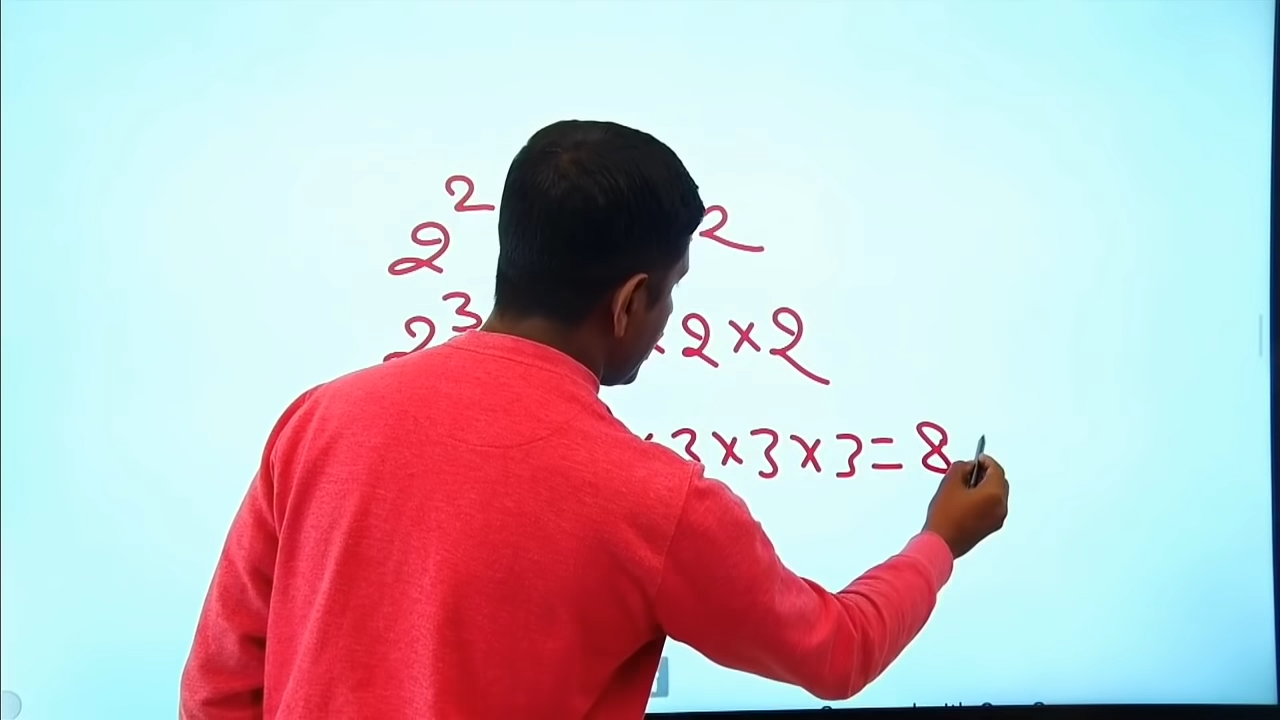 2² 2
2³ × 2 × 2
× 3 × 3 × 3 = 8